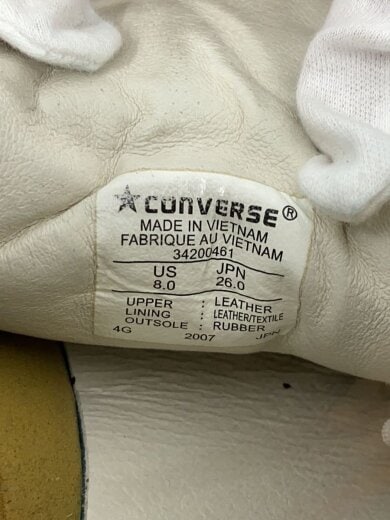 ★CONVERSE®
MADE IN VIETNAM
FABRIQUE AU VIETNAM
34200461
US JPN
8.0 26.0
UPPER : LEATHER
LINING : LEATHER/TEXTILE
OUTSOLE : RUBBER
4G 2007 JPN